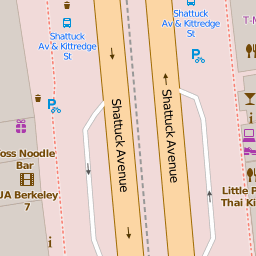 Shattuck
Av & Kittredge
St
Shattuck
Av & Kittredge
St
T-M
Shattuck Avenue
Shattuck Avenue
oss Noodle
Bar
UA Berkeley
7
Little P
Thai Ki